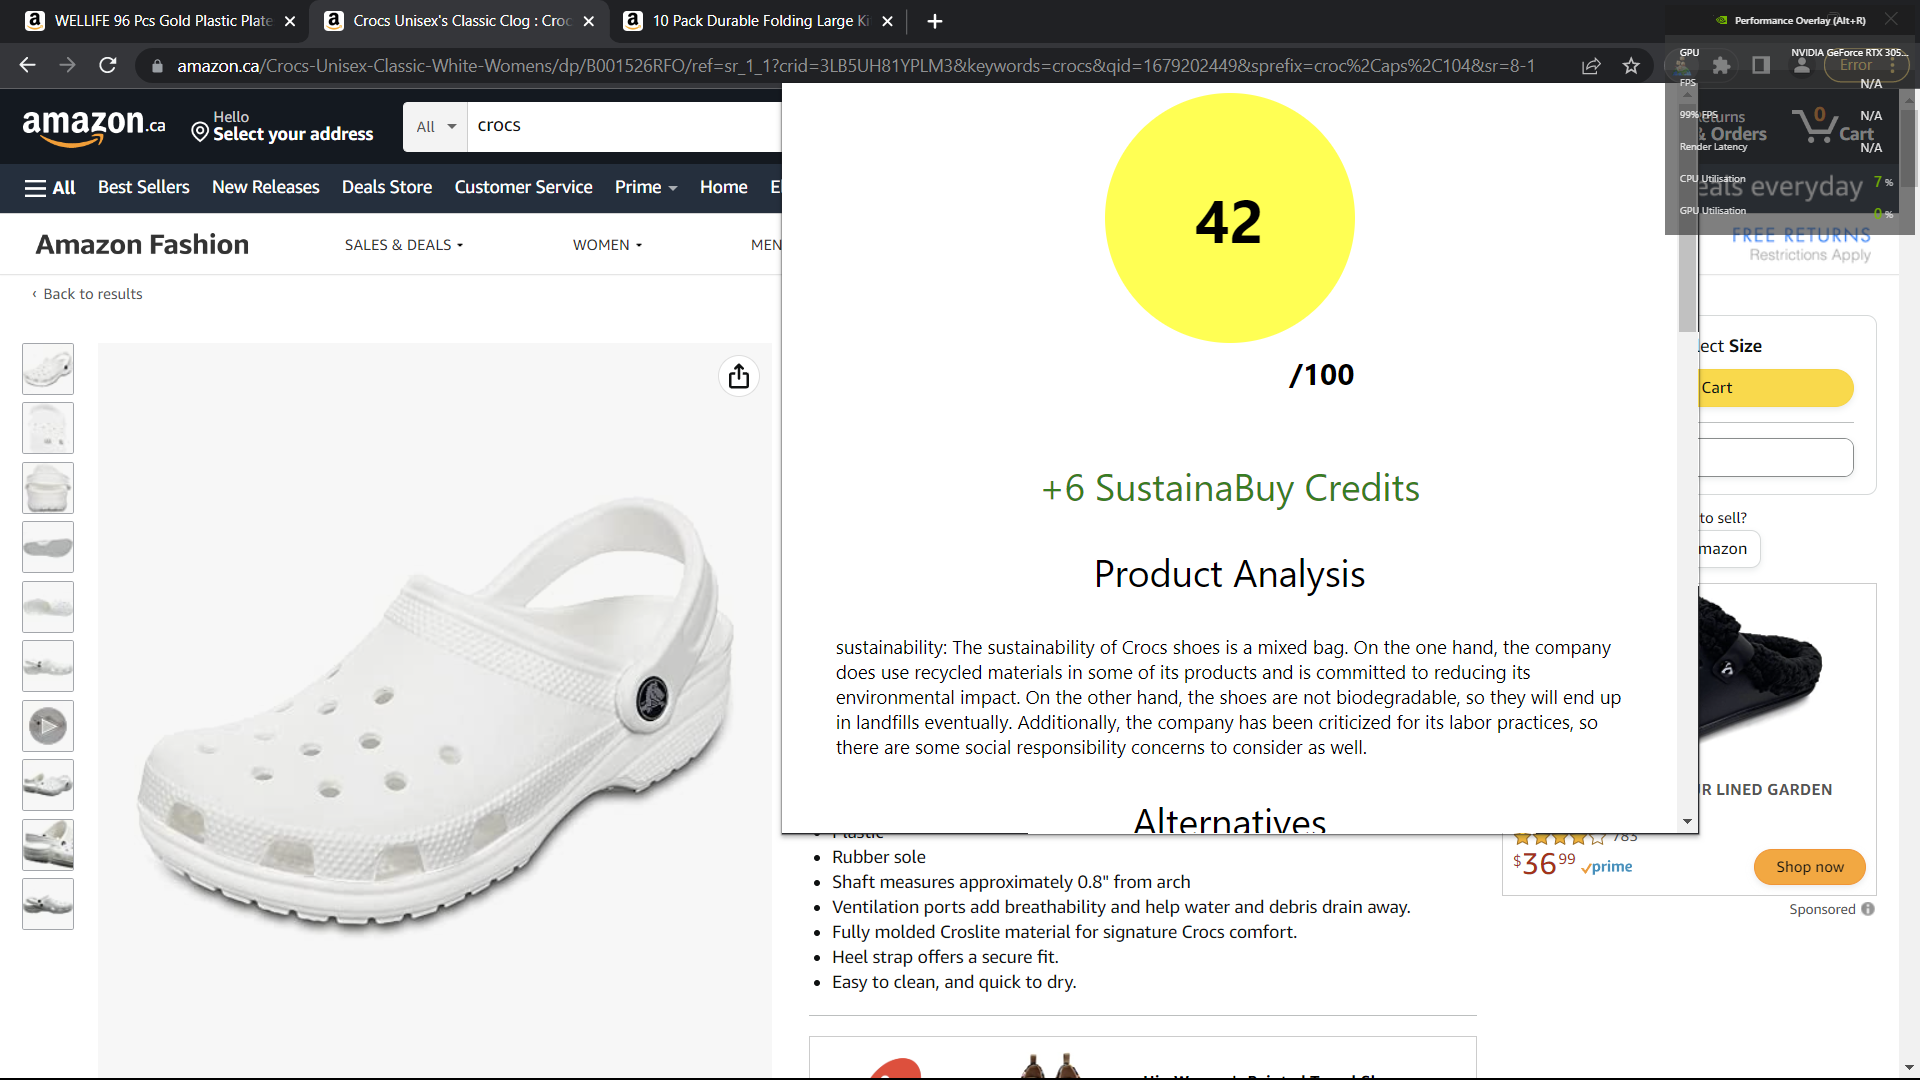 WELLIFE 96 Pcs Gold Plastic Plate
Crocs Unisex's Classic Clog : Croc
10 Pack Durable Folding Large Ki
Performance Overlay (Alt+R)
amazon.ca/Crocs-Unisex-Classic-White-Womens/dp/B001526RFO/ref=sr_1_1?crid=3LB5UH81YPLM3&keywords=crocs&qid=1679202449&sprefix=croc%2Caps%2C104&sr=8-1
Error
GPU NVIDIA GeForce RTX 305...
FPS N/A
99% FPS N/A
Render Latency N/A
CPU Utilisation 7 %
GPU Utilisation 0 %
amazon.ca
Hello
Select your address
All
crocs
Returns
& Orders
0
Cart
All Best Sellers New Releases Deals Store Customer Service Prime Home E
eals everyday
Amazon Fashion
SALES & DEALS
WOMEN
MEN
FREE RETURNS
Restrictions Apply
‹ Back to results
42
/100
+6 SustainaBuy Credits
Product Analysis
sustainability: The sustainability of Crocs shoes is a mixed bag. On the one hand, the company
does use recycled materials in some of its products and is committed to reducing its
environmental impact. On the other hand, the shoes are not biodegradable, so they will end up
in landfills eventually. Additionally, the company has been criticized for its labor practices, so
there are some social responsibility concerns to consider as well.
Alternatives
lect Size
Cart
to sell?
mazon
R LINED GARDEN
783
$36 99 prime
Shop now
Sponsored
Plastic
• Rubber sole
• Shaft measures approximately 0.8" from arch
• Ventilation ports add breathability and help water and debris drain away.
• Fully molded Croslite material for signature Crocs comfort.
• Heel strap offers a secure fit.
• Easy to clean, and quick to dry.